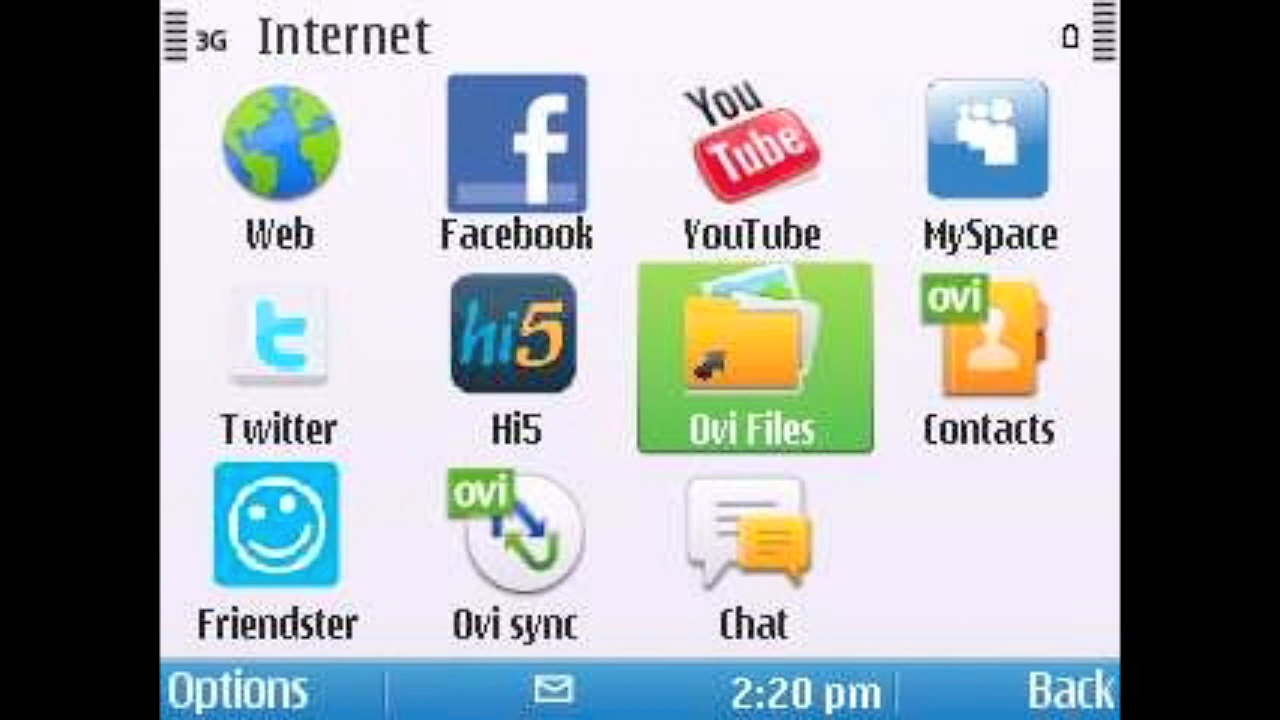 3G Internet
You
Tube
Web Facebook YouTube MySpace
hi5
ovi
Twitter Hi5 Ovi Files Contacts
ovi
Friendster Ovi sync Chat
Options 2:20 pm Back